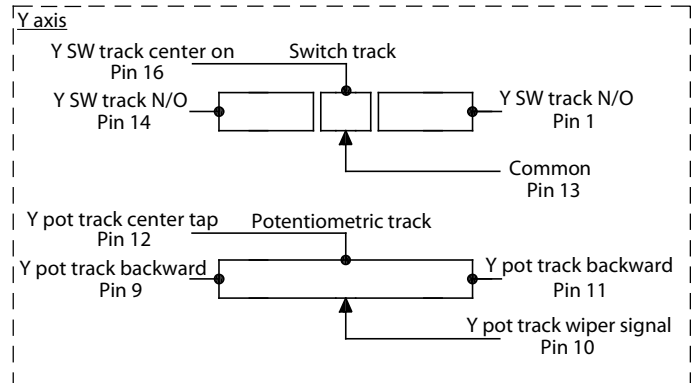 Y axis
Y SW track center on
Pin 16
Switch track
Y SW track N/O
Pin 14
Y SW track N/O
Pin 1
Common
Pin 13
Y pot track center tap
Pin 12
Potentiometric track
Y pot track backward
Pin 9
Y pot track backward
Pin 11
Y pot track wiper signal
Pin 10